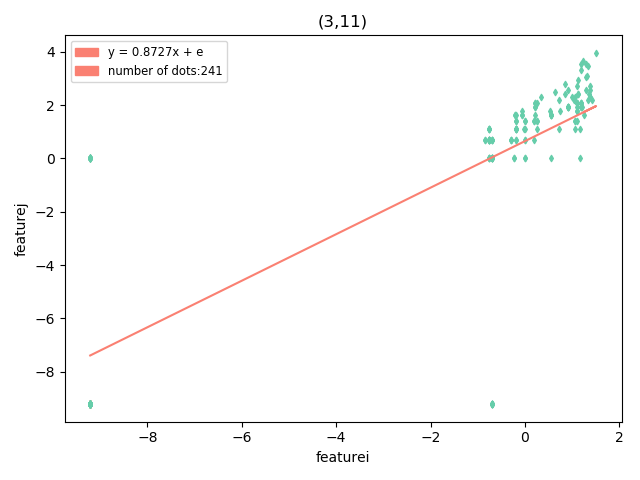 (3,11)
y = 0.8727x + e
number of dots:241
4
2
0
−2
−4
−6
−8
featurej
−8 −6 −4 −2 0 2
featurei